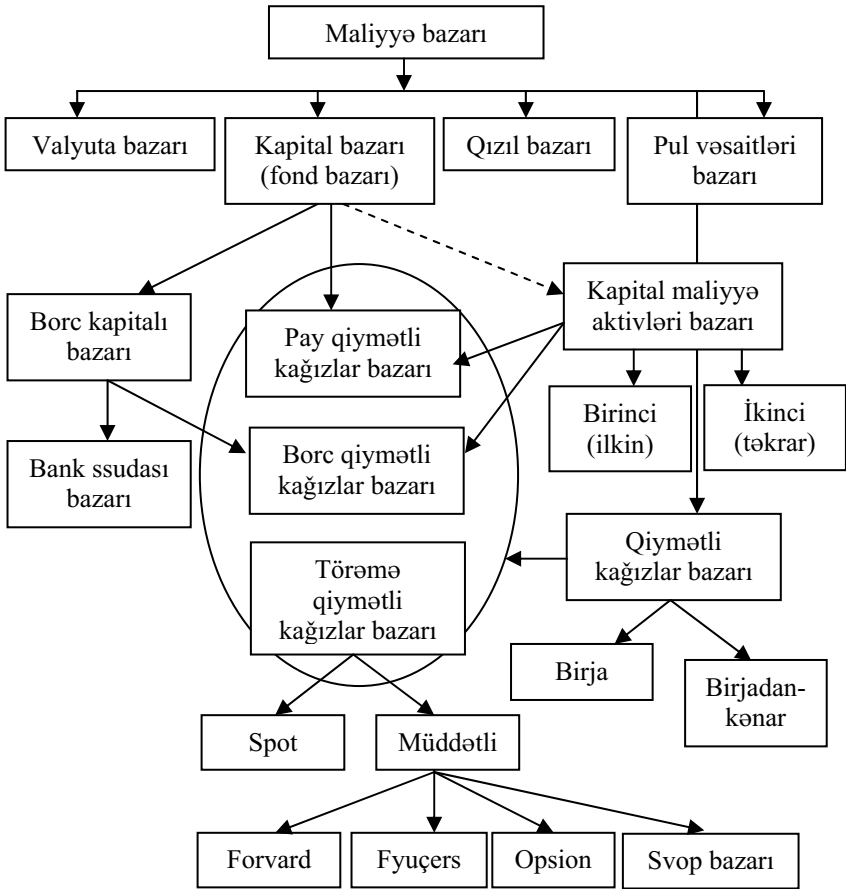 Maliyyə bazarı
Valyuta bazarı
Kapital bazarı
(fond bazarı)
Qızıl bazarı
Pul vəsaitləri
bazarı
Borc kapitalı
bazarı
Pay qiymətli
kağızlar bazarı
Kapital maliyyə
aktivləri bazarı
Birinci
(ilkin)
İkinci
(təkrar)
Bank ssudası
bazarı
Borc qiymətli
kağızlar bazarı
Qiymətli
kağızlar bazarı
Törəmə
qiymətli
kağızlar bazarı
Birja
Birjadan-
kənar
Spot
Müddətli
Forvard
Fyuçers
Opsion
Svop bazarı